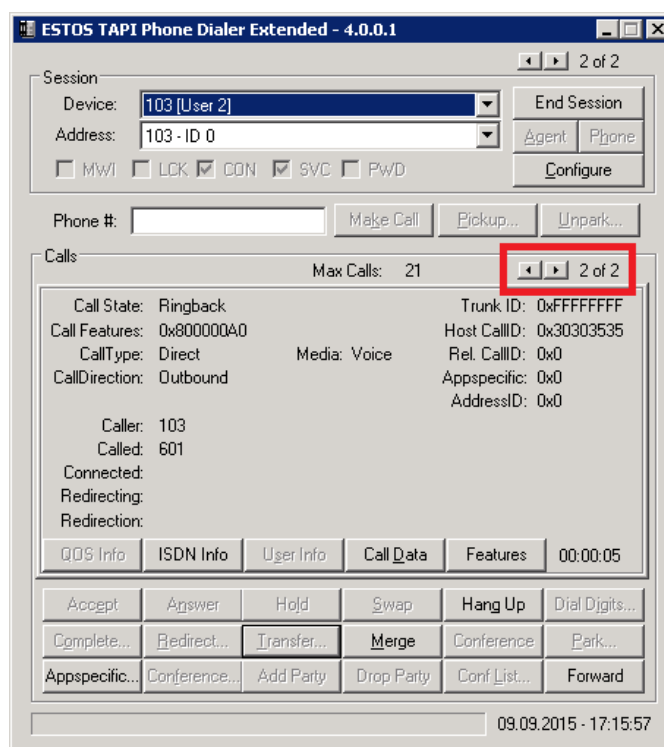 ESTOS TAPI Phone Dialer Extended - 4.0.0.1
2 of 2
Session
Device: 103 [User 2] End Session
Address: 103 - ID 0 Agent Phone
MWI LCK CON SVC PWD Configure
Phone #: Make Call Pickup... Unpark...
Calls
Max Calls: 21 2 of 2
Call State: Ringback Trunk ID: 0xFFFFFFFF
Call Features: 0x800000A0 Host CallID: 0x30303535
CallType: Direct Media: Voice Rel. CallID: 0x0
CallDirection: Outbound Appspecific: 0x0
AddressID: 0x0
Caller: 103
Called: 601
Connected:
Redirecting:
Redirection:
QOS Info ISDN Info User Info Call Data Features 00:00:05
Accept Answer Hold Swap Hang Up Dial Digits...
Complete... Redirect... Transfer... Merge Conference Park...
Appspecific... Conference... Add Party Drop Party Conf List... Forward
09.09.2015 - 17:15:57